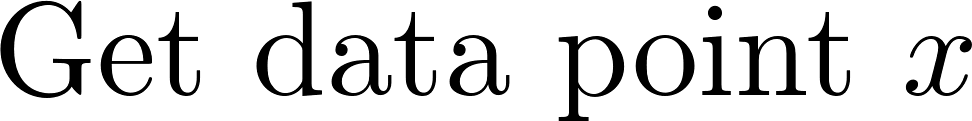 Get data point x